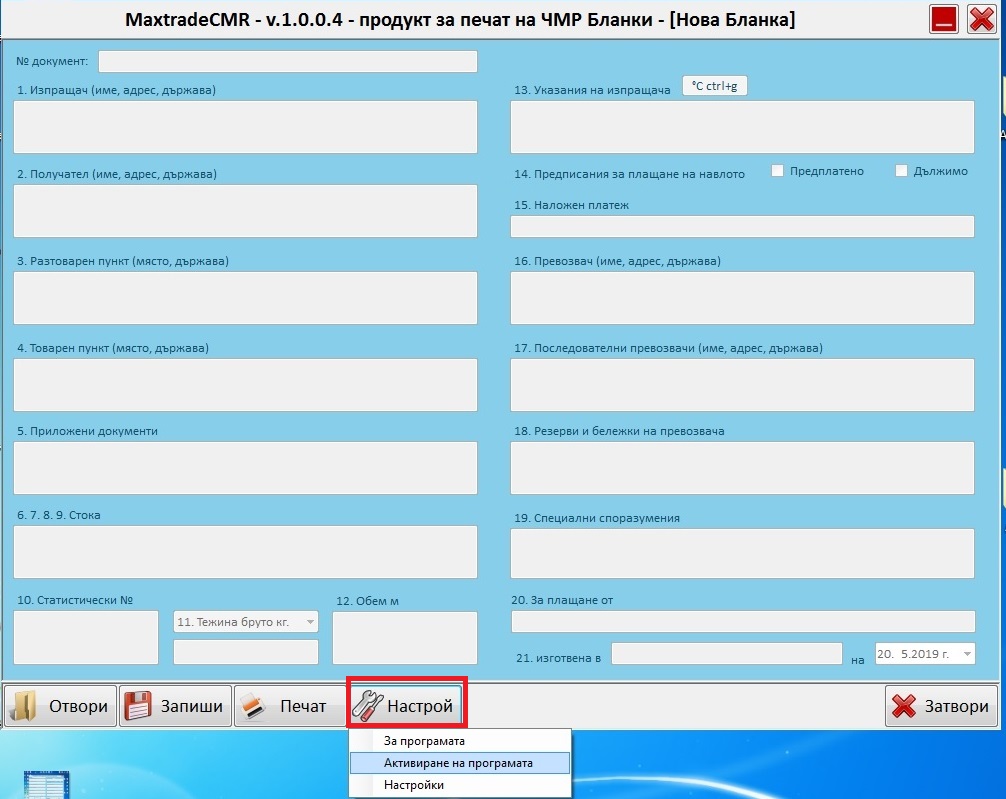 MaxtradeCMR - v.1.0.0.4 - продукт за печат на ЧМР Бланки - [Нова Бланка]
№ документ:
1. Изпращач (име, адрес, държава)
2. Получател (име, адрес, държава)
3. Разтоварен пункт (място, държава)
4. Товарен пункт (място, държава)
5. Приложени документи
6. 7. 8. 9. Стока
10. Статистически №
11. Тежина бруто кг.
12. Обем м
13. Указания на изпращача
°C ctrl+g
14. Предписания за плащане на навлото
Предплатено
Дължимо
15. Наложен платеж
16. Превозвач (име, адрес, държава)
17. Последователни превозвачи (име, адрес, държава)
18. Резерви и бележки на превозвача
19. Специални споразумения
20. За плащане от
21. изготвена в
на
20. 5.2019 г.
Отвори
Запиши
Печат
Настрой
Затвори
За програмата
Активиране на програмата
Настройки